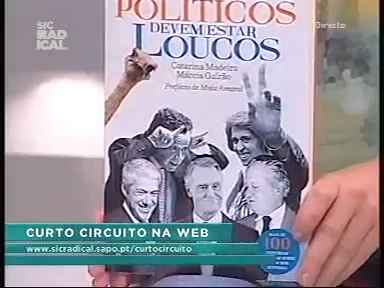 SIC
RADICAL
Directo
POLÍTICOS
DEVEM ESTAR
LOUCOS
Catarina Madeira
Márcia Galrão
Prefácio de Mota Amaral
100
CURTO CIRCUITO NA WEB
www.sicradical.sapo.pt/curtocircuito